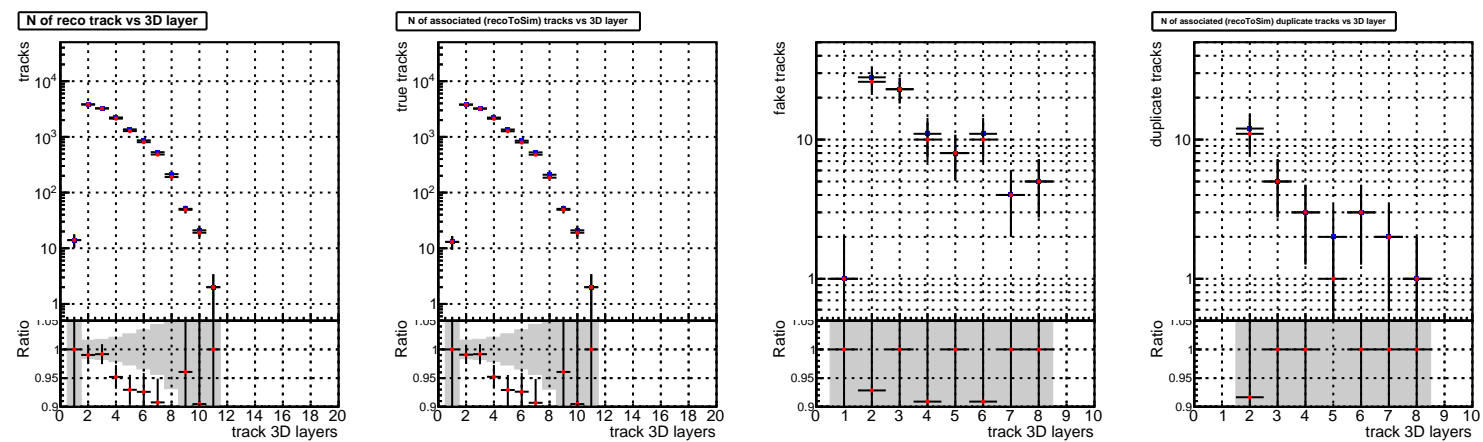 N of reco track vs 3D layer
tracks
10⁴
10³
10²
10
1
1.05
Ratio
1
0.95
0.9
0 2 4 6 8 10 12 14 16 18 20
track 3D layers
N of associated (recoToSim) tracks vs 3D layer
true tracks
10⁴
10³
10²
10
1
1.05
Ratio
1
0.95
0.9
0 2 4 6 8 10 12 14 16 18 20
track 3D layers
fake tracks
10
1
1.05
Ratio
1
0.95
0.9
0 1 2 3 4 5 6 7 8 9 10
track 3D layers
N of associated (recoToSim) duplicate tracks vs 3D layer
duplicate tracks
10
1
1.05
Ratio
1
0.95
0.9
0 1 2 3 4 5 6 7 8 9 10
track 3D layers